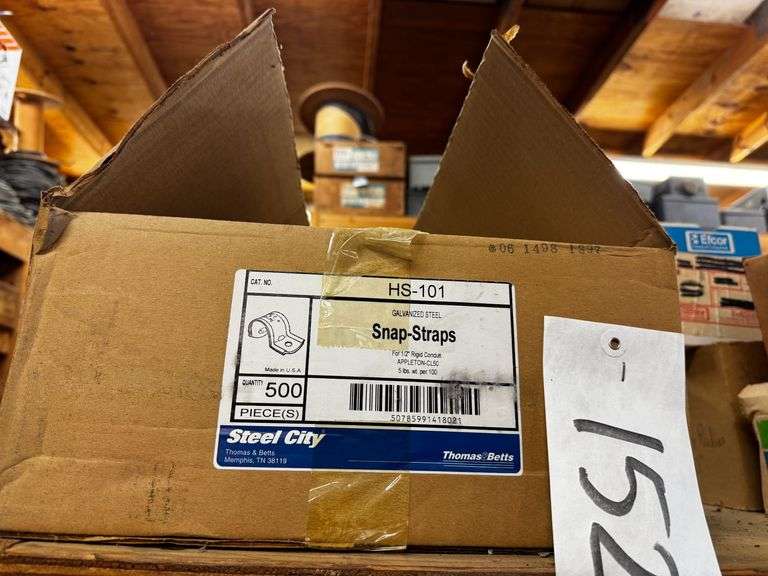 @06 1498 1397
Efcor
CAT. NO.
HS-101
GALVANIZED STEEL
Snap-Straps
For 1/2" Rigid Conduit
APPLETON-CL50
5 lbs. wt. per 100
Made in U.S.A.
QUANTITY
500
PIECE(S)
50785991418021
Steel City
Thomas & Betts
Memphis, TN 38119
Thomas&Betts
152